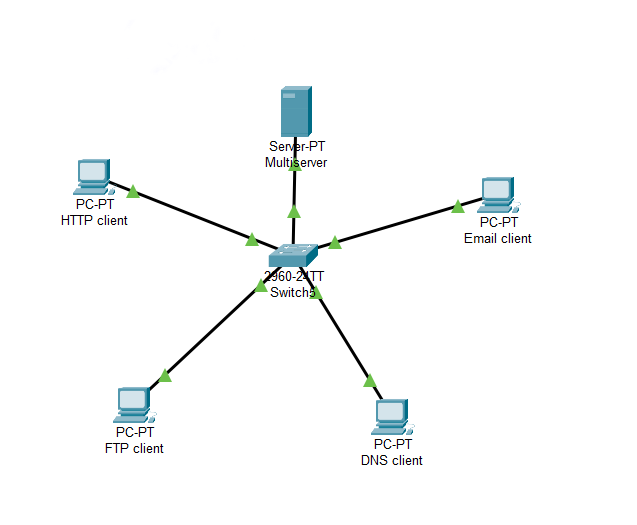 Server-PT
Multiserver
PC-PT
HTTP client
PC-PT
Email client
2960-24TT
Switch5
PC-PT
FTP client
PC-PT
DNS client